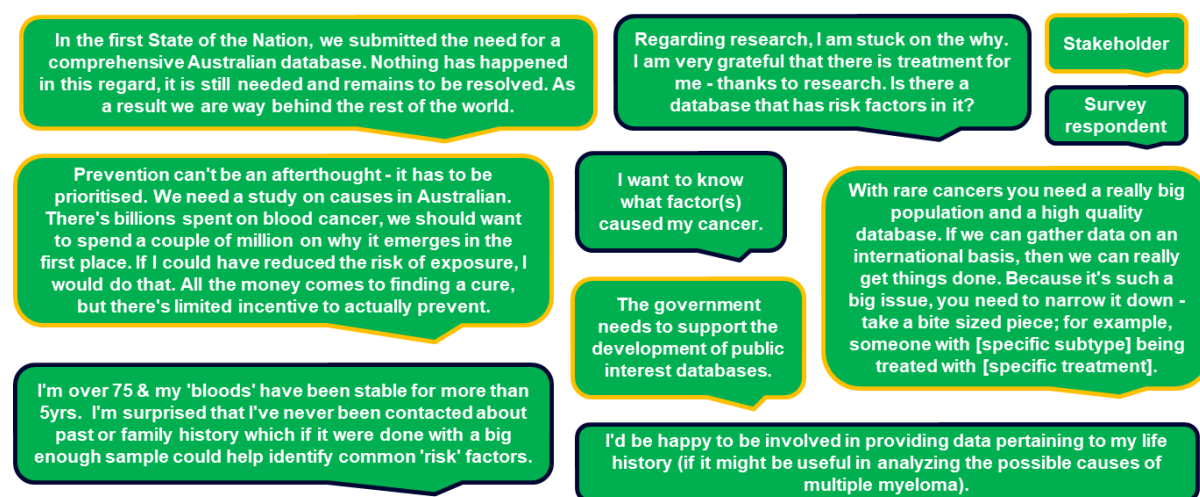 In the first State of the Nation, we submitted the need for a
comprehensive Australian database. Nothing has happened
in this regard, it is still needed and remains to be resolved. As
a result we are way behind the rest of the world.
Regarding research, I am stuck on the why.
I am very grateful that there is treatment for
me - thanks to research. Is there a
database that has risk factors in it?
Stakeholder
Survey
respondent
Prevention can't be an afterthought - it has to be
prioritised. We need a study on causes in Australian.
There's billions spent on blood cancer, we should want
to spend a couple of million on why it emerges in the
first place. If I could have reduced the risk of exposure, I
would do that. All the money comes to finding a cure,
but there's limited incentive to actually prevent.
I want to know
what factor(s)
caused my cancer.
With rare cancers you need a really big
population and a high quality
database. If we can gather data on an
international basis, then we can really
get things done. Because it's such a
big issue, you need to narrow it down -
take a bite sized piece; for example,
someone with [specific subtype] being
treated with [specific treatment].
The government
needs to support the
development of public
interest databases.
I'm over 75 & my 'bloods' have been stable for more than
5yrs. I'm surprised that I've never been contacted about
past or family history which if it were done with a big
enough sample could help identify common 'risk' factors.
I'd be happy to be involved in providing data pertaining to my life
history (if it might be useful in analyzing the possible causes of
multiple myeloma).